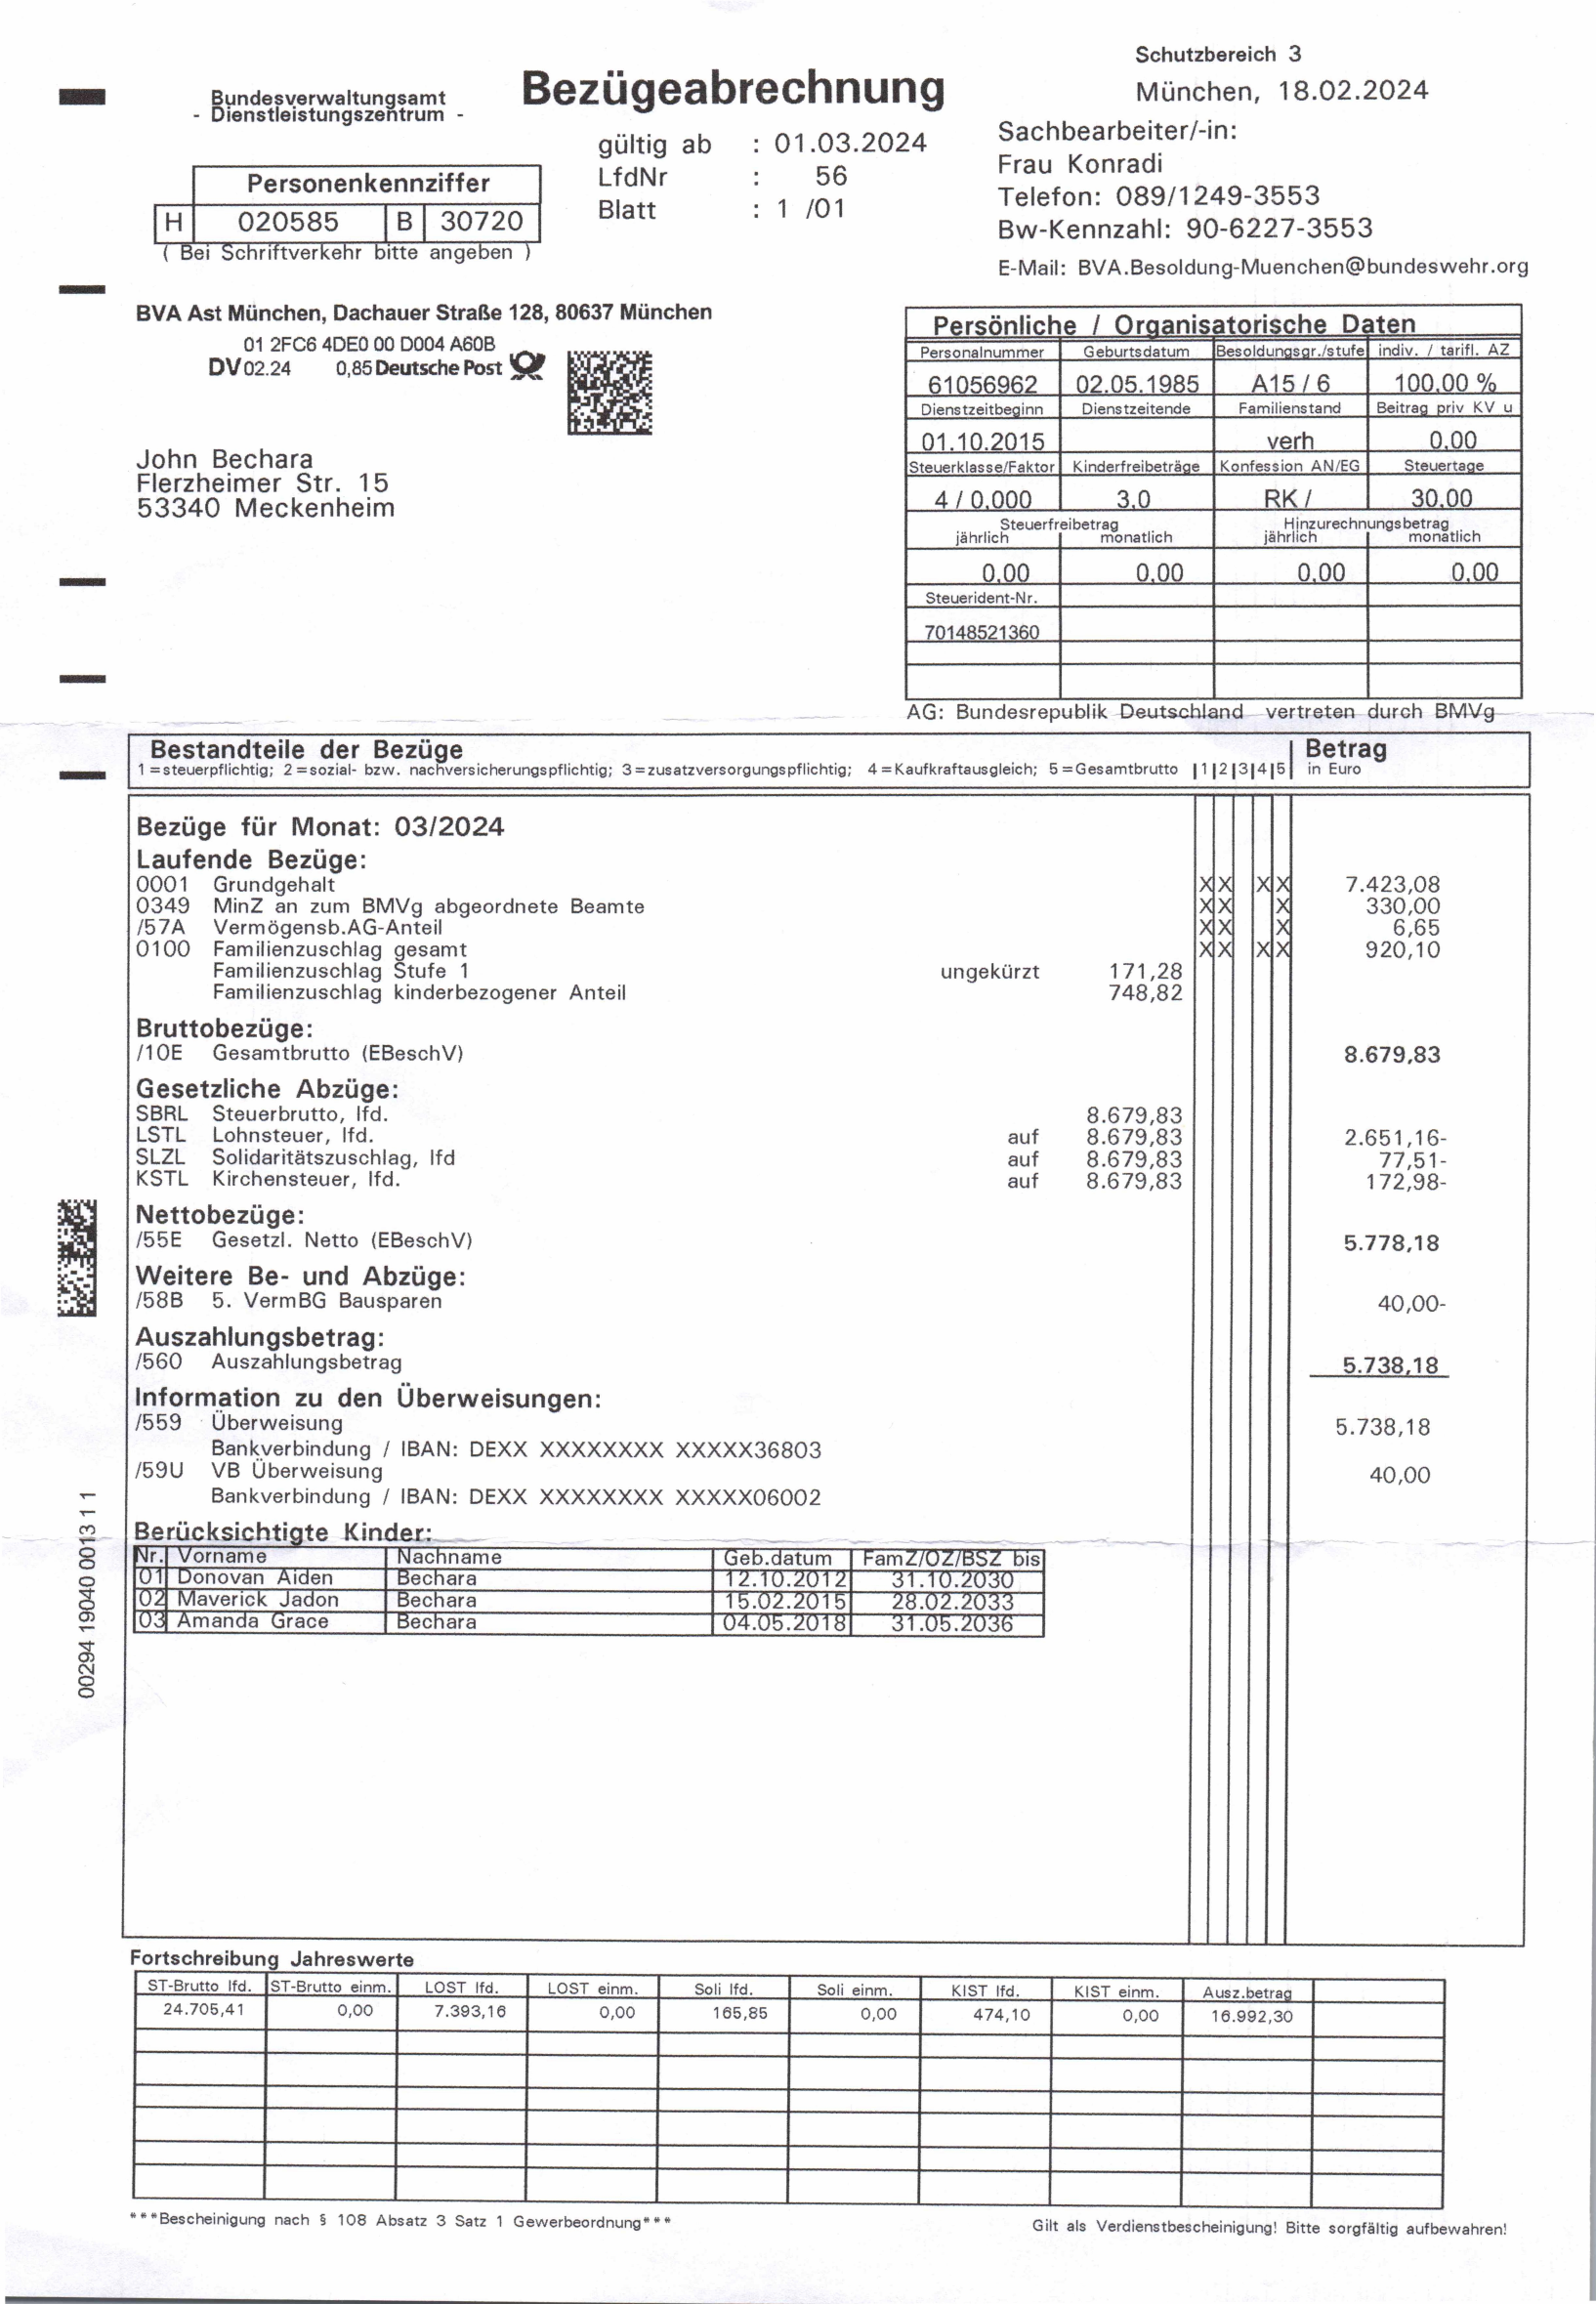 Schutzbereich 3
Bundesverwaltungsamt
- Dienstleistungszentrum -
Bezügeabrechnung
München, 18.02.2024
gültig ab : 01.03.2024
LfdNr : 56
Blatt : 1 /01
Sachbearbeiter/-in:
Frau Konradi
Telefon: 089/1249-3553
Bw-Kennzahl: 90-6227-3553
E-Mail: BVA.Besoldung-Muenchen@bundeswehr.org
Personenkennziffer
H 020585 B 30720
( Bei Schriftverkehr bitte angeben )
BVA Ast München, Dachauer Straße 128, 80637 München
01 2FC6 4DE0 00 D004 A60B
DV 02.24 0,85 Deutsche Post
John Bechara
Flerzheimer Str. 15
53340 Meckenheim
Persönliche / Organisatorische Daten
Personalnummer Geburtsdatum Besoldungsgr./stufe indiv. / tarifl. AZ
61056962 02.05.1985 A15 / 6 100,00 %
Dienstzeitbeginn Dienstzeitende Familienstand Beitrag priv KV u
01.10.2015 verh 0,00
Steuerklasse/Faktor Kinderfreibeträge Konfession AN/EG Steuertage
4 / 0,000 3,0 RK / 30,00
Steuerfreibetrag Hinzurechnungsbetrag
jährlich monatlich jährlich monatlich
0,00 0,00 0,00 0,00
Steuerident-Nr.
70148521360
AG: Bundesrepublik Deutschland vertreten durch BMVg
Bestandteile der Bezüge Betrag
1=steuerpflichtig; 2=sozial- bzw. nachversicherungspflichtig; 3=zusatzversorgungspflichtig; 4=Kaufkraftausgleich; 5=Gesamtbrutto |1|2|3|4|5| in Euro
Bezüge für Monat: 03/2024
Laufende Bezüge:
0001 Grundgehalt X X X X 7.423,08
0349 MinZ an zum BMVg abgeordnete Beamte X X X 330,00
/57A Vermögensb.AG-Anteil X X X 6,65
0100 Familienzuschlag gesamt X X X X 920,10
Familienzuschlag Stufe 1 ungekürzt 171,28
Familienzuschlag kinderbezogener Anteil 748,82
Bruttobezüge:
/10E Gesamtbrutto (EBeschV) 8.679,83
Gesetzliche Abzüge:
SBRL Steuerbrutto, lfd. 8.679,83
LSTL Lohnsteuer, lfd. auf 8.679,83 2.651,16-
SLZL Solidaritätszuschlag, lfd auf 8.679,83 77,51-
KSTL Kirchensteuer, lfd. auf 8.679,83 172,98-
Nettobezüge:
/55E Gesetzl. Netto (EBeschV) 5.778,18
Weitere Be- und Abzüge:
/58B 5. VermBG Bausparen 40,00-
Auszahlungsbetrag:
/560 Auszahlungsbetrag 5.738,18
Information zu den Überweisungen:
/559 Überweisung 5.738,18
Bankverbindung / IBAN: DEXX XXXXXXXX XXXXX36803
/59U VB Überweisung 40,00
Bankverbindung / IBAN: DEXX XXXXXXXX XXXXX06002
Berücksichtigte Kinder:
Nr. Vorname Nachname Geb.datum FamZ/OZ/BSZ bis
01 Donovan Aiden Bechara 12.10.2012 31.10.2030
02 Maverick Jadon Bechara 15.02.2015 28.02.2033
03 Amanda Grace Bechara 04.05.2018 31.05.2036
00294 19040 0013 1 1
Fortschreibung Jahreswerte
ST-Brutto lfd. ST-Brutto einm. LOST lfd. LOST einm. Soli lfd. Soli einm. KIST lfd. KIST einm. Ausz.betrag
24.705,41 0,00 7.393,16 0,00 165,85 0,00 474,10 0,00 16.992,30
***Bescheinigung nach § 108 Absatz 3 Satz 1 Gewerbeordnung***
Gilt als Verdienstbescheinigung! Bitte sorgfältig aufbewahren!